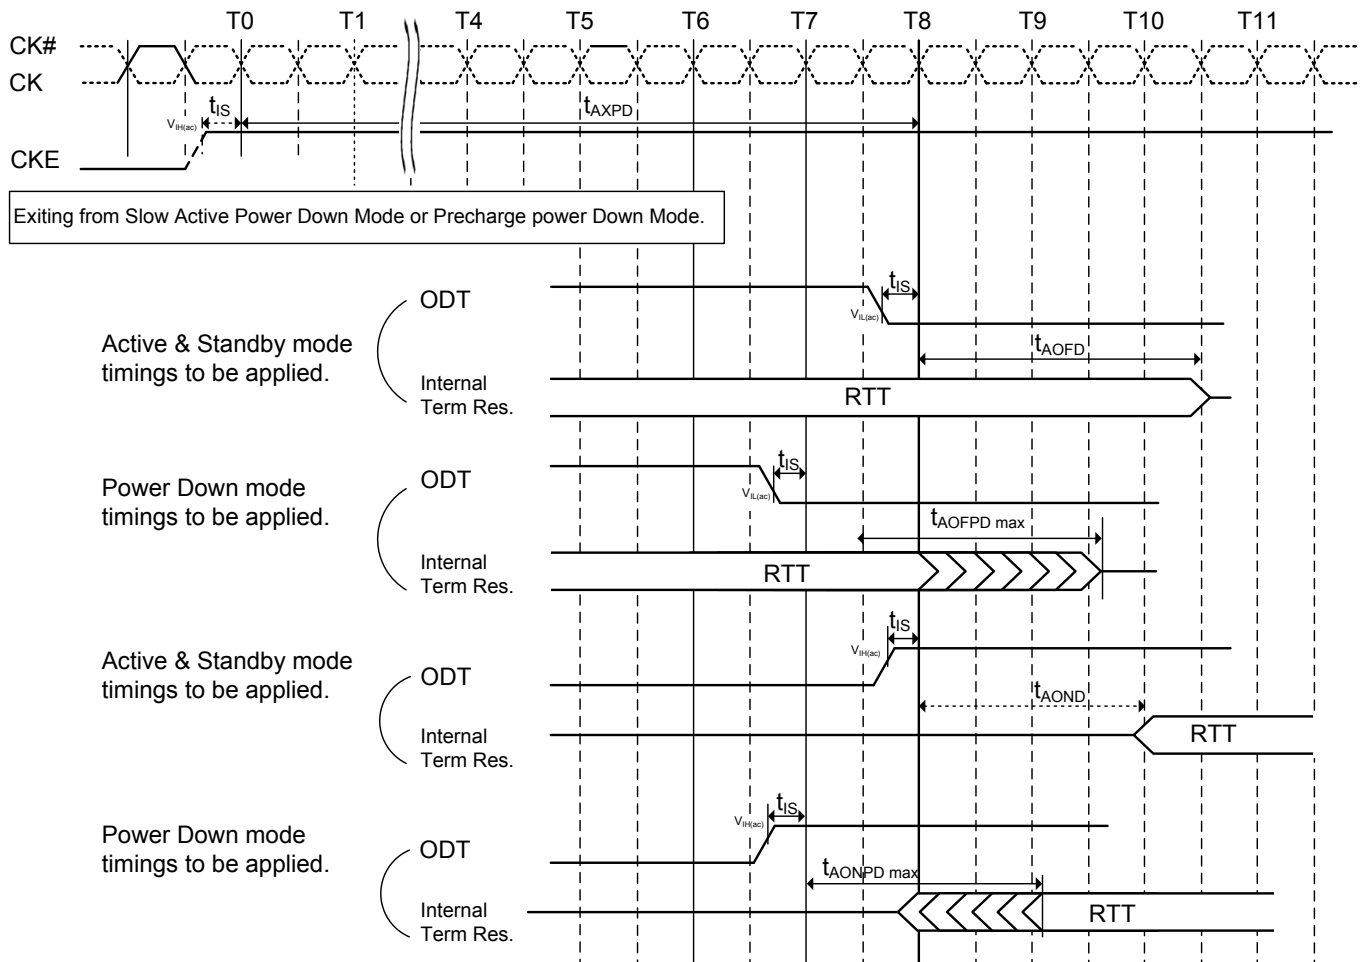 T0 T1 T4 T5 T6 T7 T8 T9 T10 T11
CK#
CK
tIS
tAXPD
VIH(ac)
CKE
Exiting from Slow Active Power Down Mode or Precharge power Down Mode.
ODT
tIS
VIL(ac)
Active & Standby mode
timings to be applied.
tAOFD
Internal
Term Res.
RTT
ODT
tIS
VIL(ac)
Power Down mode
timings to be applied.
tAOFPD max
Internal
Term Res.
RTT
tIS
VIH(ac)
Active & Standby mode
timings to be applied.
ODT
tAOND
Internal
Term Res.
RTT
tIS
VIH(ac)
Power Down mode
timings to be applied.
ODT
tAONPD max
Internal
Term Res.
RTT